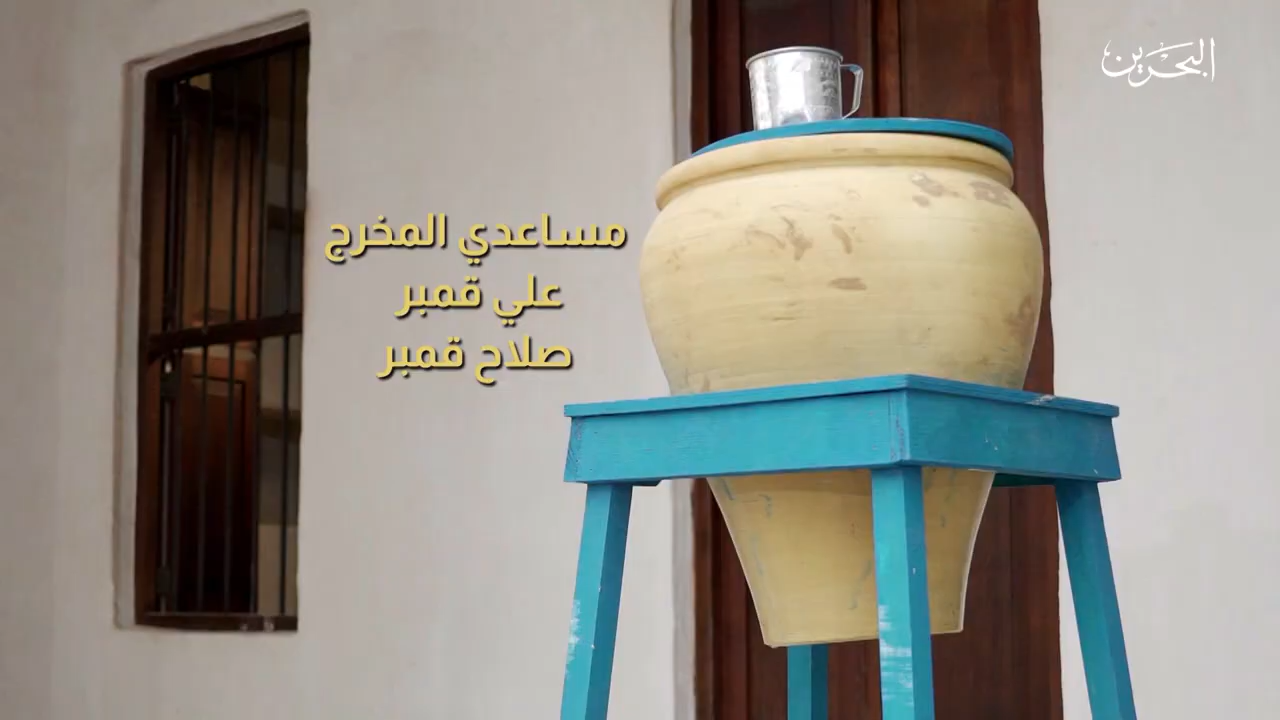 البحرين
مساعدي المخرج
علي قمبر
صلاح قمبر